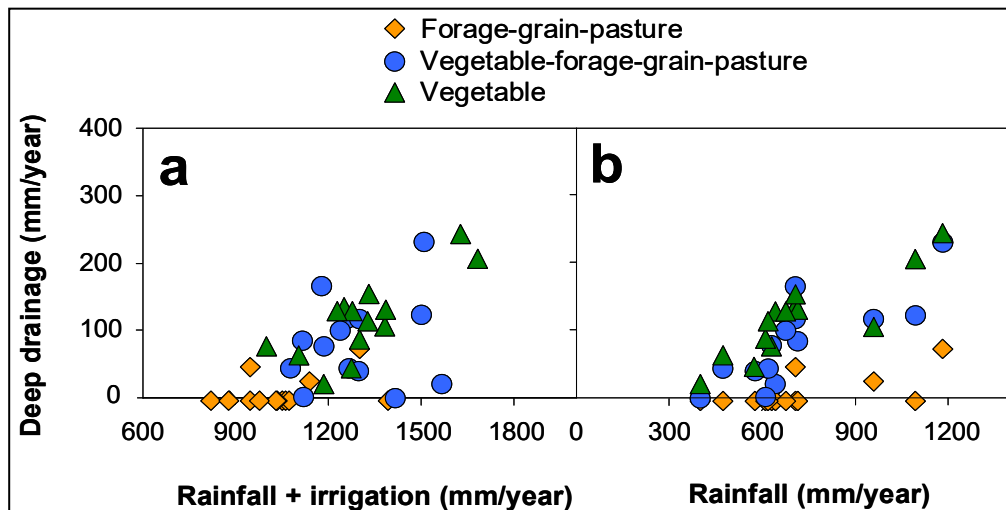 Forage-grain-pasture
Vegetable-forage-grain-pasture
Vegetable
Deep drainage (mm/year)
400
300
200
100
0
a
b
600 900 1200 1500 1800
0 300 600 900 1200
Rainfall + irrigation (mm/year)
Rainfall (mm/year)